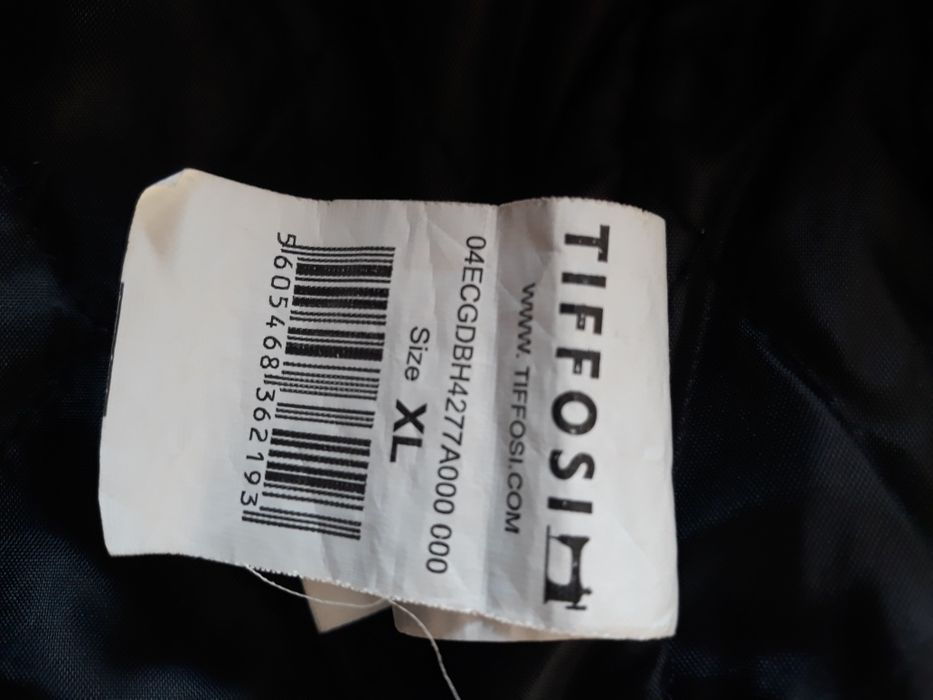 TIFFOSI
WWW.TIFFOSI.COM
04ECGDBH4277A000 000
Size XL
5605468362193